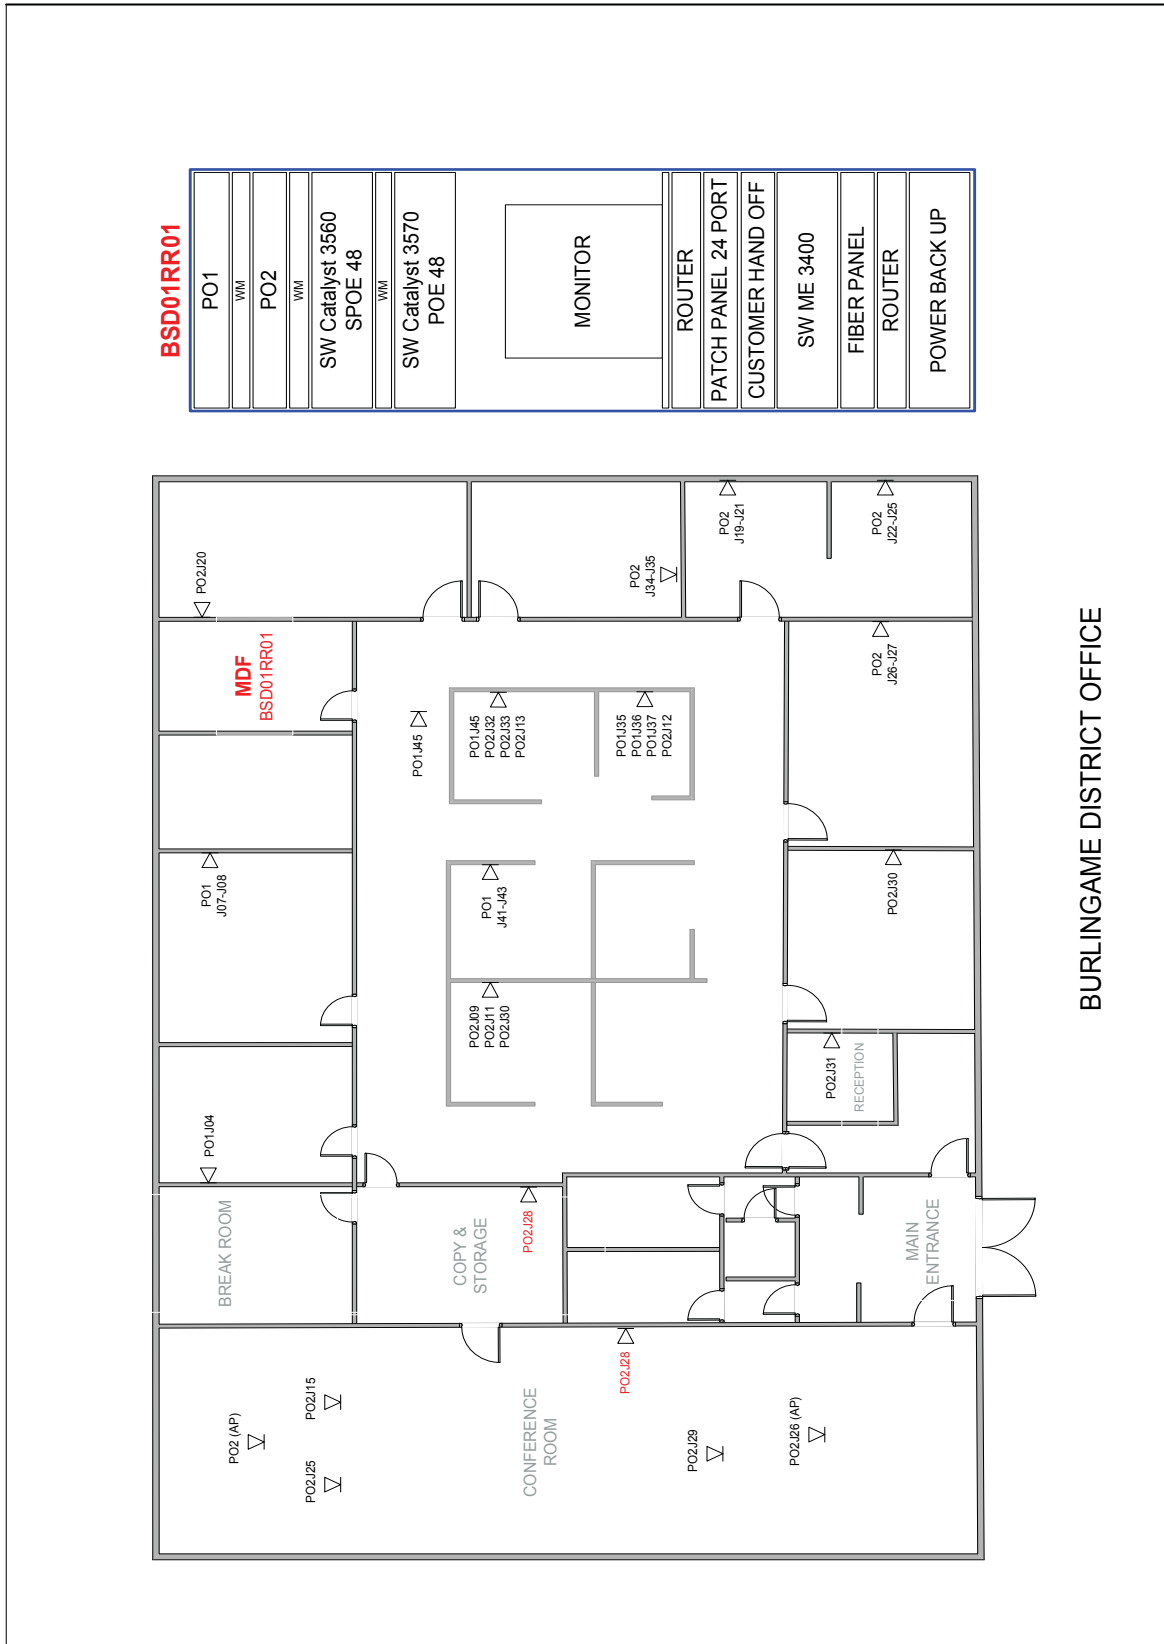 BSD01RR01
PO1
WM
PO2
WM
SW Catalyst 3560
SPOE 48
WM
SW Catalyst 3570
POE 48
MONITOR
ROUTER
PATCH PANEL 24 PORT
CUSTOMER HAND OFF
SW ME 3400
FIBER PANEL
ROUTER
POWER BACK UP
PO2J20
MDF
BSD01RR01
PO2
J34-J35
PO2
J19-J21
PO2
J22-J25
PO2
J26-J27
PO1J45
PO1J45
PO2J32
PO2J33
PO2J13
PO1J35
PO1J36
PO1J37
PO2J12
PO1
J07-J08
PO1
J41-J43
PO2J30
PO2J09
PO2J11
PO2J30
PO2J31
RECEPTION
PO1J04
BREAK ROOM
COPY &
STORAGE
PO2J28
MAIN
ENTRANCE
PO2J28
PO2 (AP)
PO2J15
PO2J25
CONFERENCE
ROOM
PO2J29
PO2J26 (AP)
BURLINGAME DISTRICT OFFICE